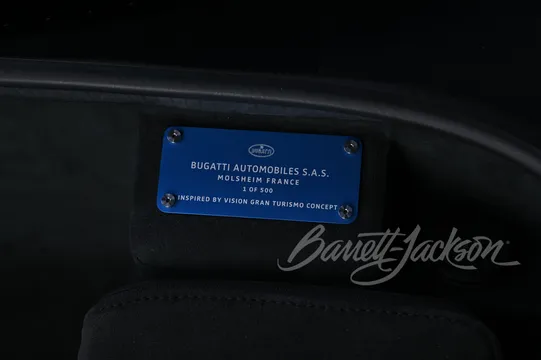 BUGATTI
BUGATTI AUTOMOBILES S.A.S.
MOLSHEIM FRANCE
1 OF 500
INSPIRED BY VISION GRAN TURISMO CONCEPT
Barrett-Jackson®